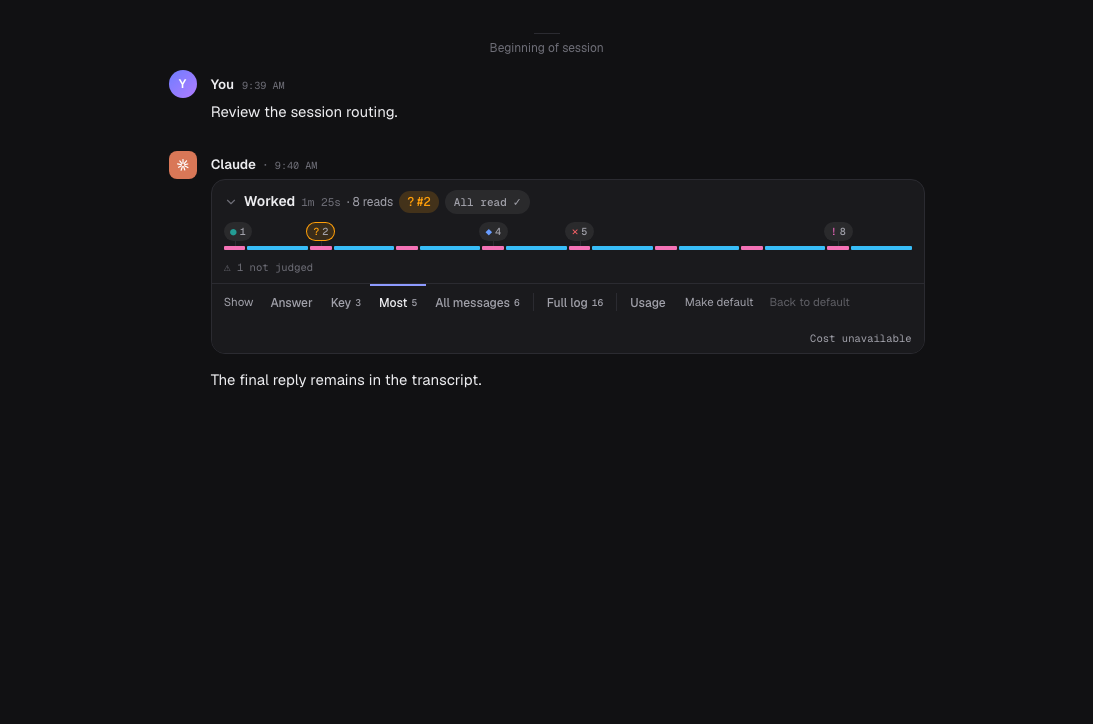 Beginning of session
Y You 9:39 AM
Review the session routing.
Claude · 9:40 AM
Worked 1m 25s · 8 reads ? #2 All read ✓
● 1 ? 2 ◆ 4 × 5 ! 8
⚠ 1 not judged
Show Answer Key 3 Most 5 All messages 6 Full log 16 Usage Make default Back to default
Cost unavailable
The final reply remains in the transcript.